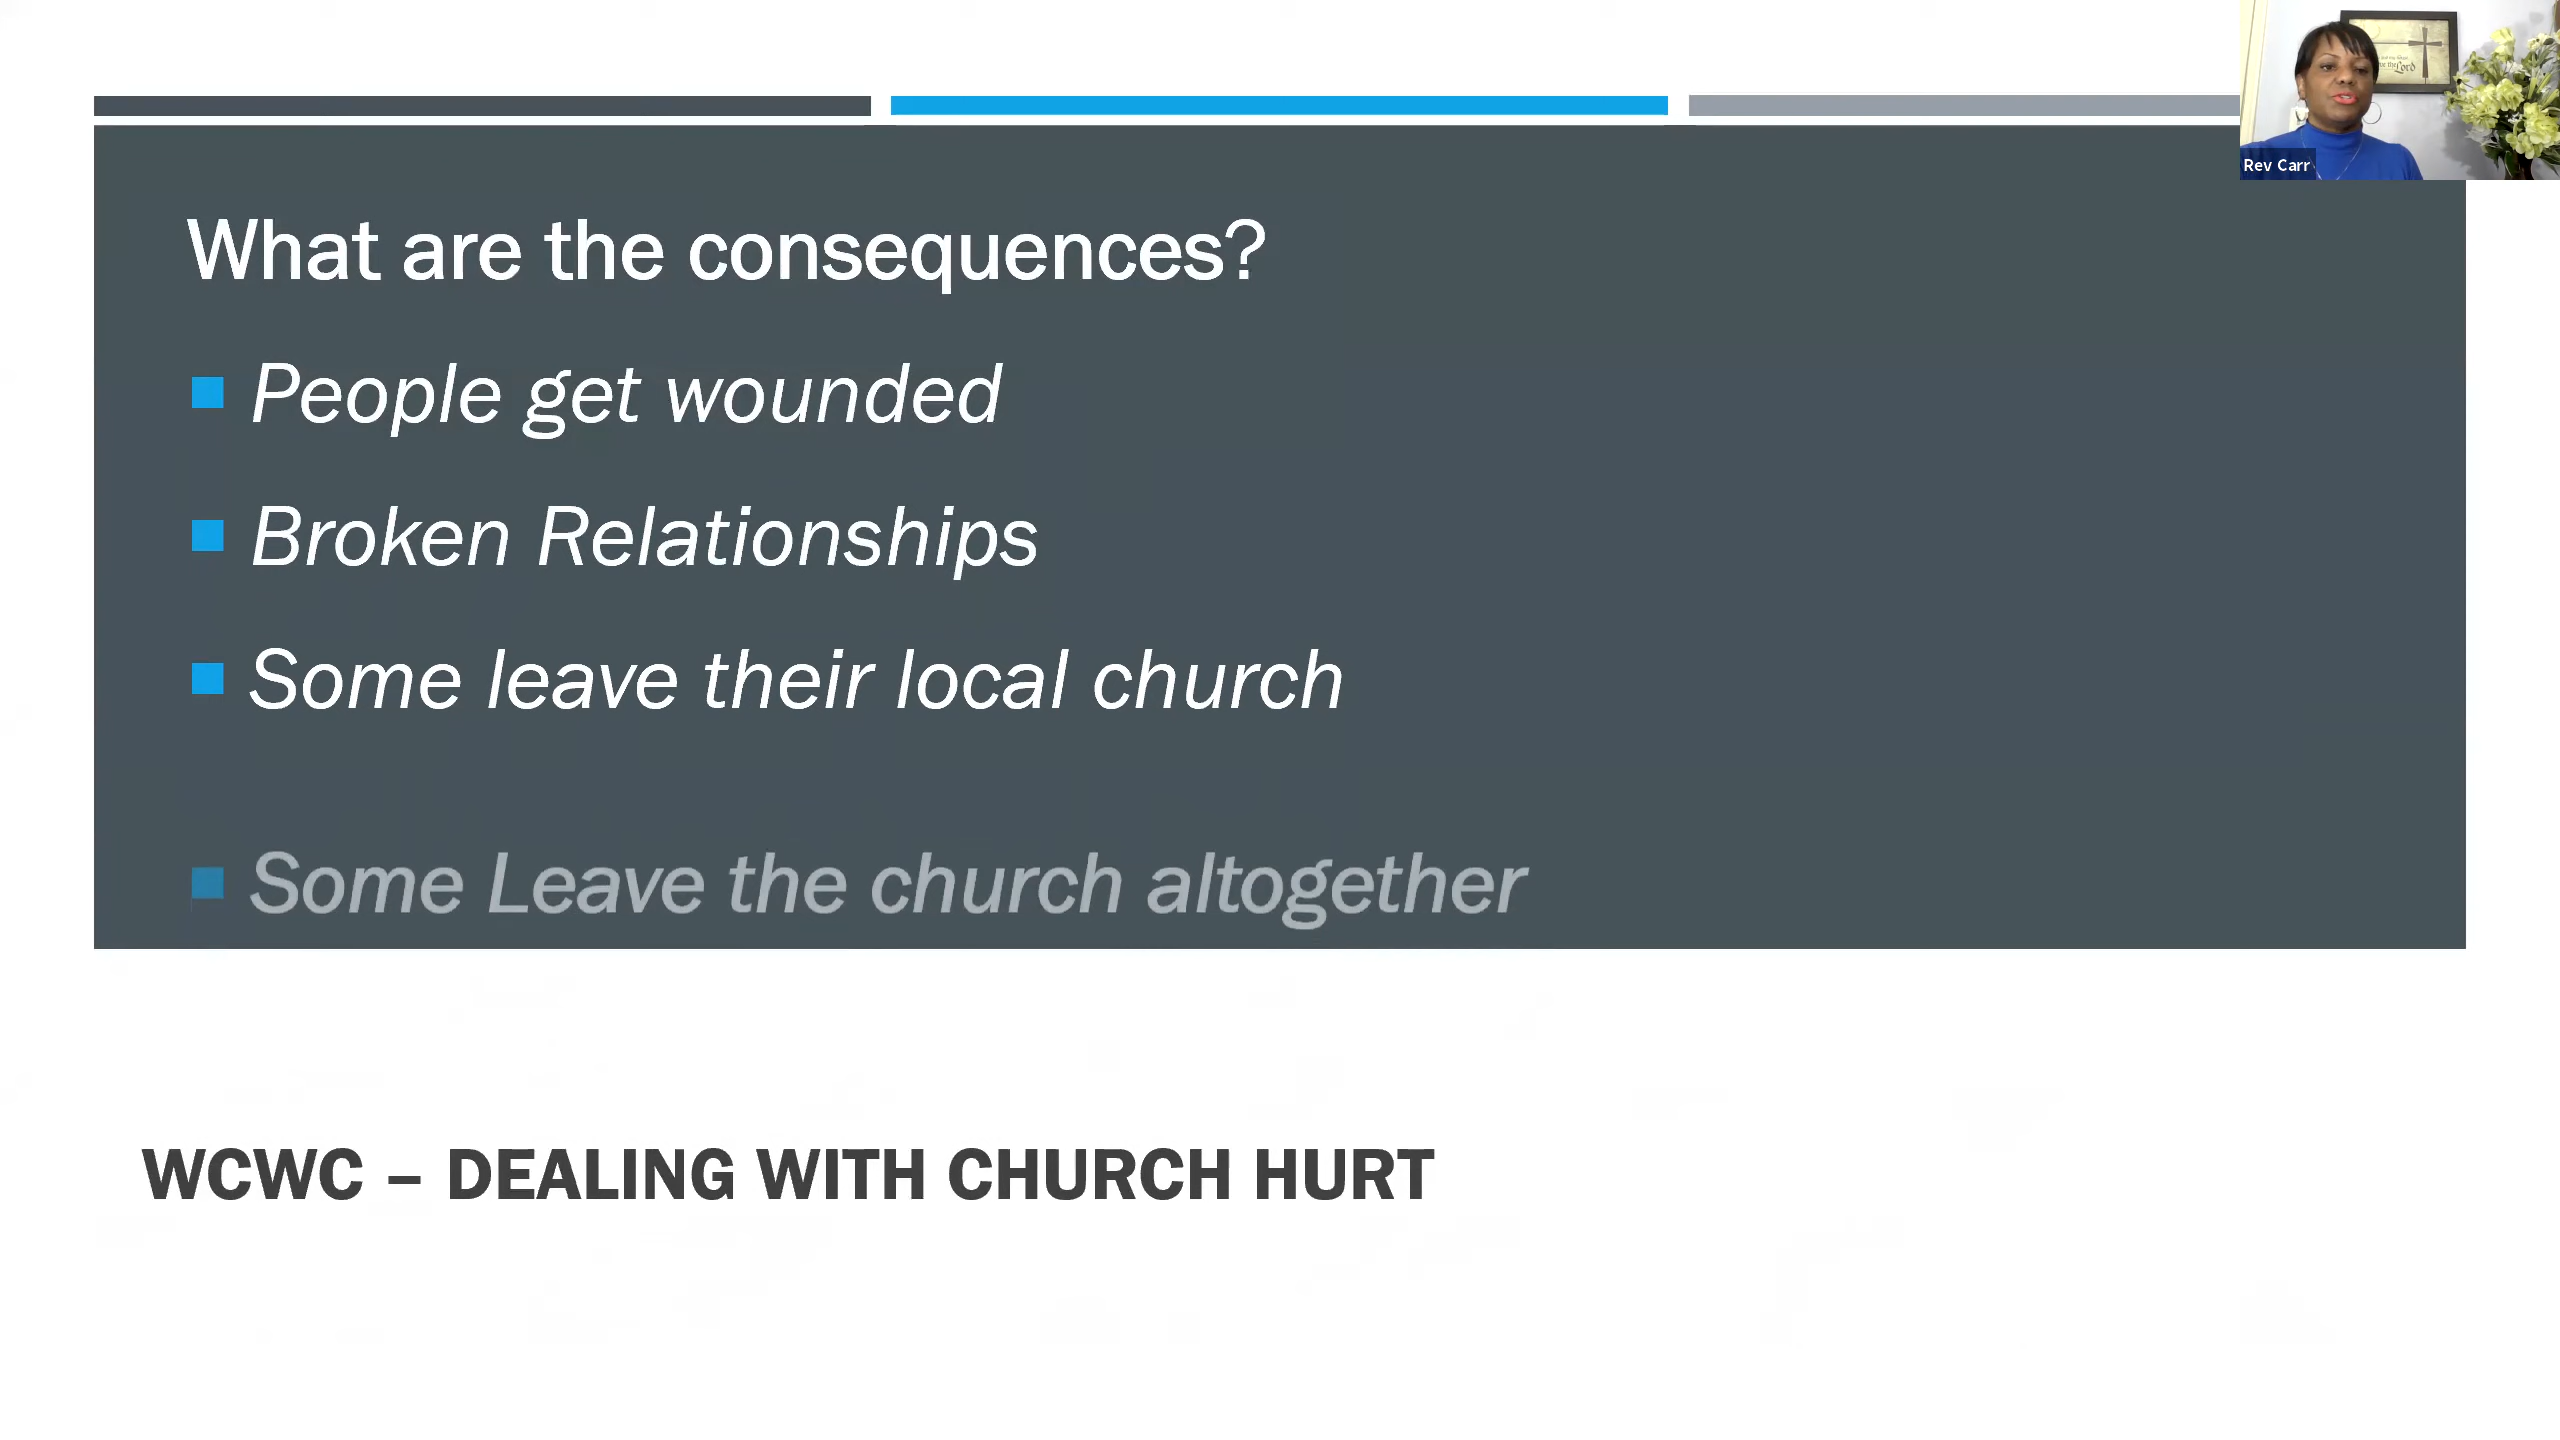 Rev Carr
What are the consequences?
People get wounded
Broken Relationships
Some leave their local church
Some Leave the church altogether
WCWC – DEALING WITH CHURCH HURT